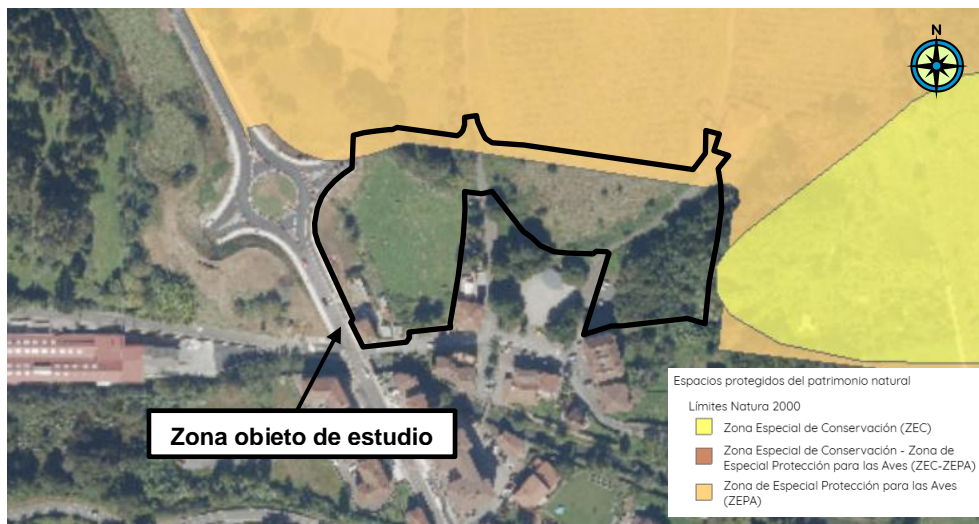 N
Zona obieto de estudio
Espacios protegidos del patrimonio natural
Límites Natura 2000
Zona Especial de Conservación (ZEC)
Zona Especial de Conservación - Zona de
Especial Protección para las Aves (ZEC-ZEPA)
Zona de Especial Protección para las Aves
(ZEPA)